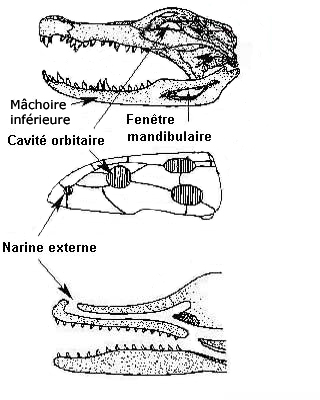 Mâchoire
inférieure
Fenêtre
mandibulaire
Cavité orbitaire
Narine externe